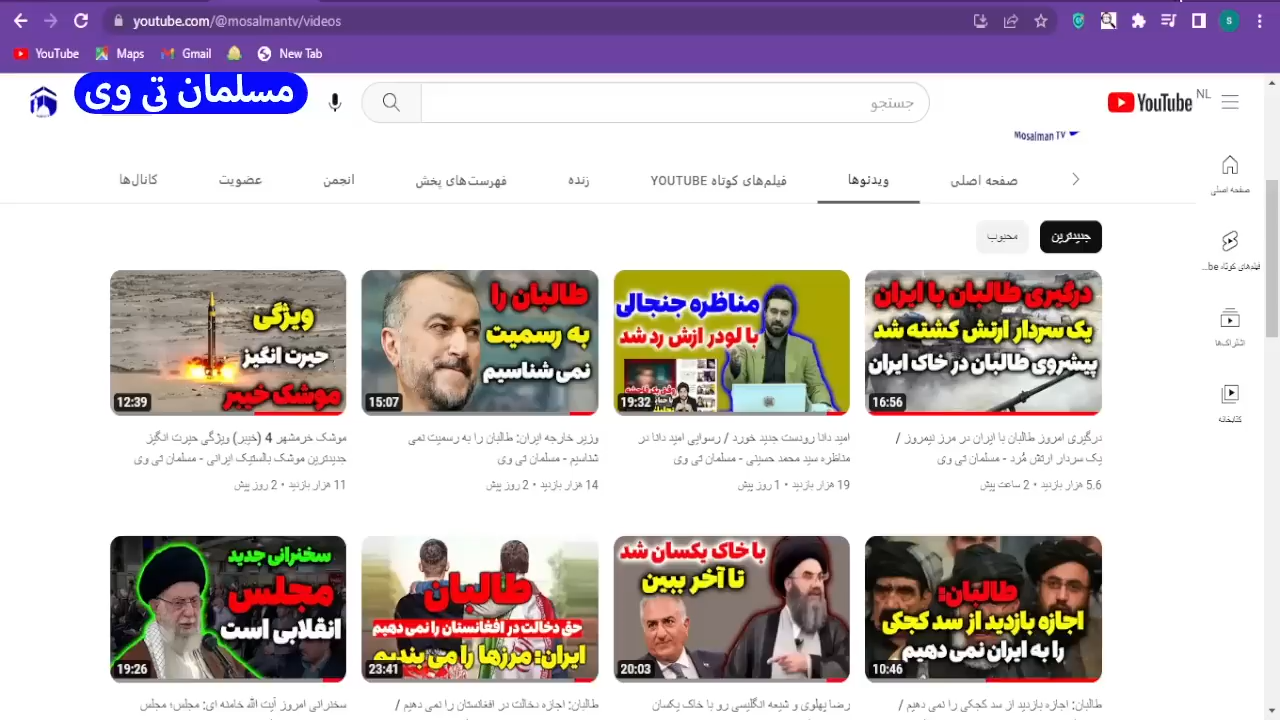 youtube.com/@mosalmantv/videos
YouTube
Maps
Gmail
New Tab
مسلمان تی وی
جستجو
YouTube NL
Mosalman TV
صفحه اصلی
ویدئوها
فیلم‌های کوتاه YOUTUBE
زنده
فهرست‌های پخش
انجمن
عضویت
کانال‌ها
صفحه اصلی
فیلم‌های کوتاه be...
اشتراک‌ها
کتابخانه
جدیدترین
محبوب
درگیری طالبان با ایران
یک سردار ارتش کشته شد
پیشروی طالبان در خاک ایران
16:56
درگیری امروز طالبان با ایران در مرز نیمروز /
یک سردار ارتش مُرد - مسلمان تی وی
5.6 هزار بازدید • 2 ساعت پیش
مناظره جنجالی
با لودر ازش رد شد
19:32
امید دانا رودست جدید خورد / رسوایی امید دانا در
مناظره سید محمد حسینی - مسلمان تی وی
19 هزار بازدید • 1 روز پیش
طالبان را
به رسمیت
نمی شناسیم
15:07
وزیر خارجه ایران: طالبان را به رسمیت نمی
شناسیم - مسلمان تی وی
14 هزار بازدید • 2 روز پیش
ویژگی
حیرت انگیز
موشک خیبر
12:39
موشک خرمشهر 4 (خیبر) ویژگی حیرت انگیز
جدیدترین موشک بالستیک ایرانی - مسلمان تی وی
11 هزار بازدید • 2 روز پیش
طالبان:
اجازه بازدید از سد کجکی
را به ایران نمی دهیم
10:46
طالبان: اجازه بازدید از سد کجکی را نمی دهیم /
با خاک یکسان شد
تا آخر ببین
20:03
رضا پهلوی و شیعه انگلیسی رو با خاک یکسان
طالبان
حق دخالت در افغانستان را نمی دهیم
ایران: مرزها را می بندیم
23:41
طالبان: اجازه دخالت در افغانستان را نمی دهیم /
سخنرانی جدید
مجلس
انقلابی است
19:26
سخنرانی امروز آیت الله خامنه ای: مجلس؛ مجلس